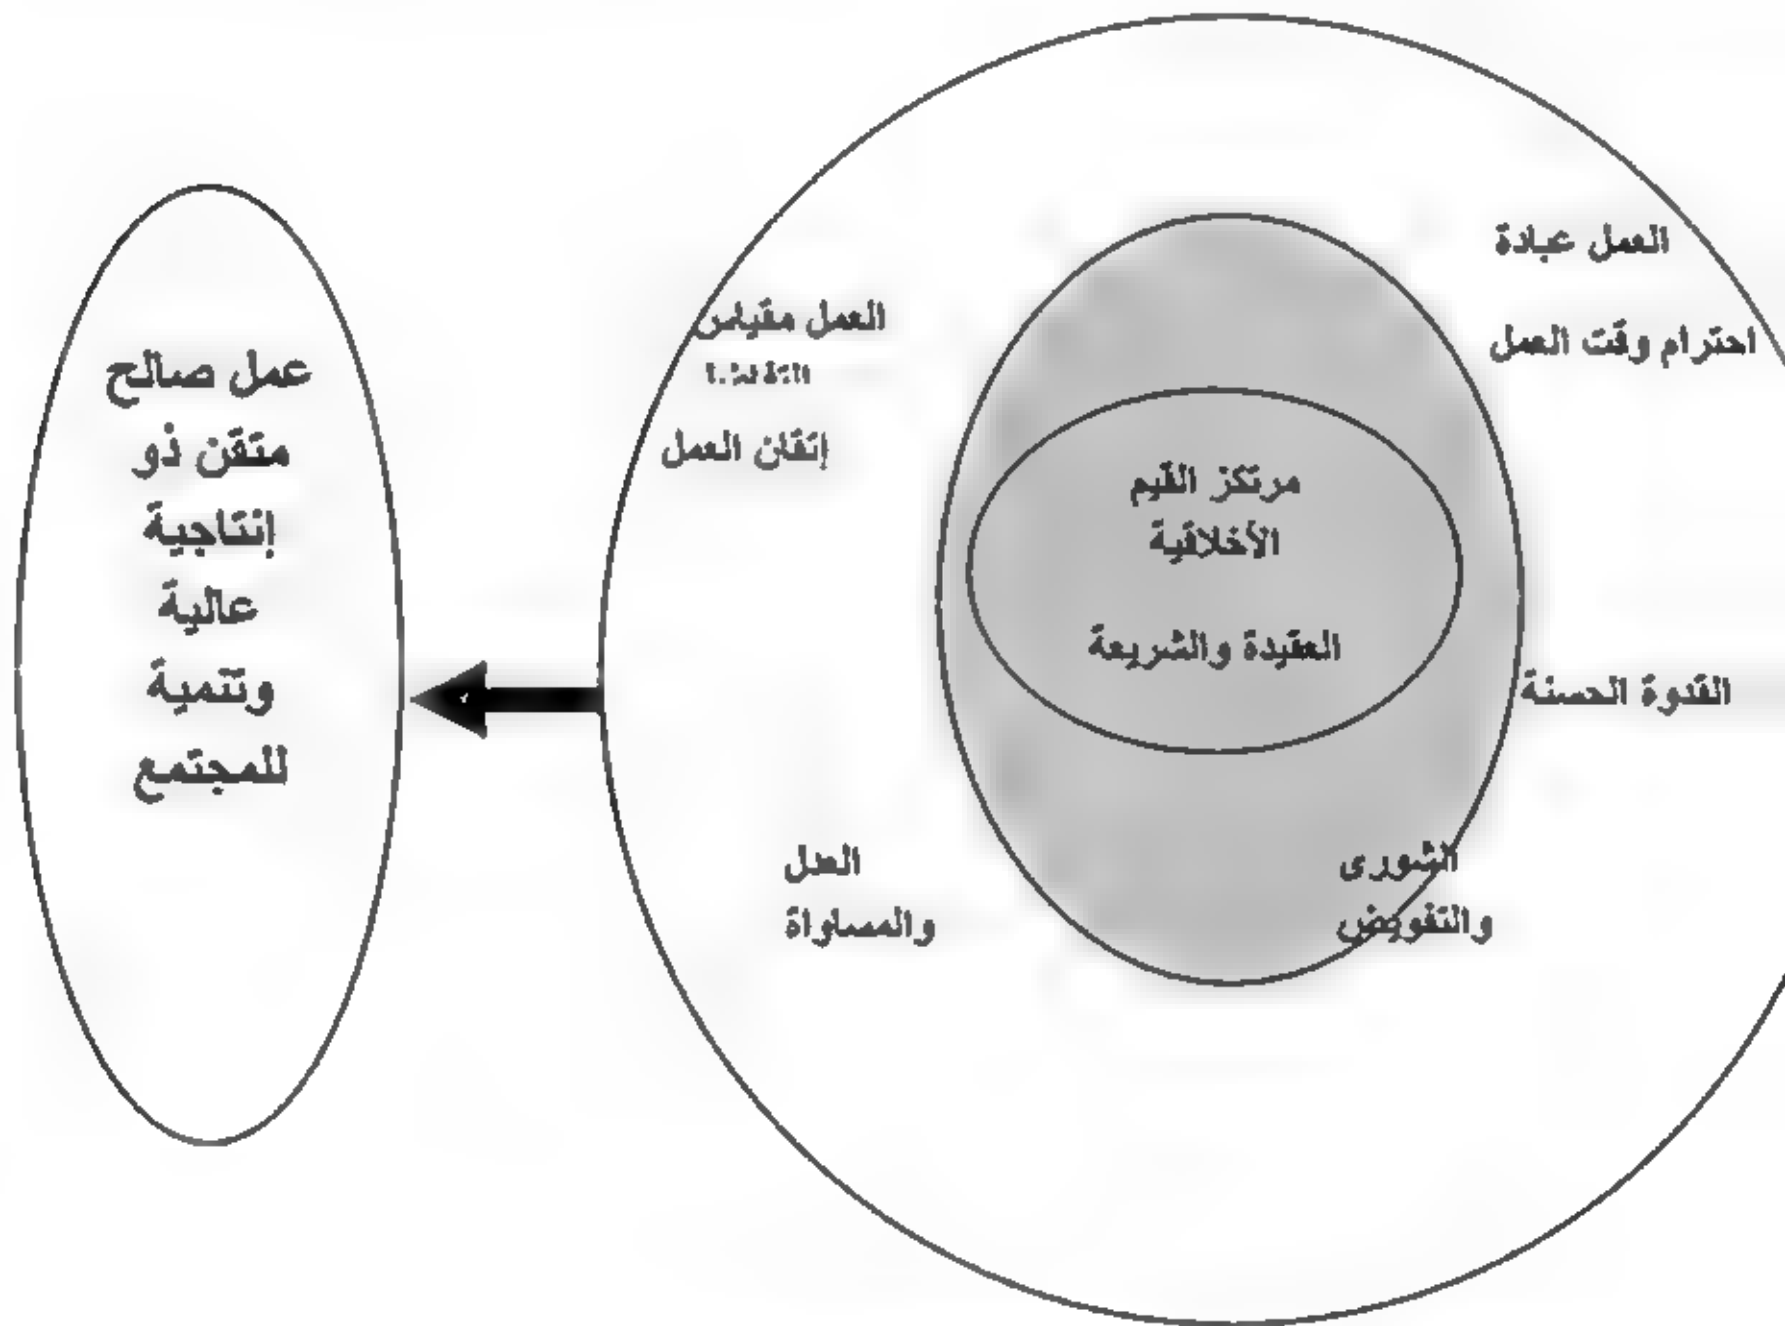 العمل عبادة
احترام وقت العمل
القدوة الحسنة
الشورى
والتفويض
مرتكز القيم
الأخلاقية
العقيدة والشريعة
العمل مقياس
إتقان العمل
العدل
والمساواة
عمل صالح
متقن ذو
إنتاجية
عالية
وتنمية
للمجتمع